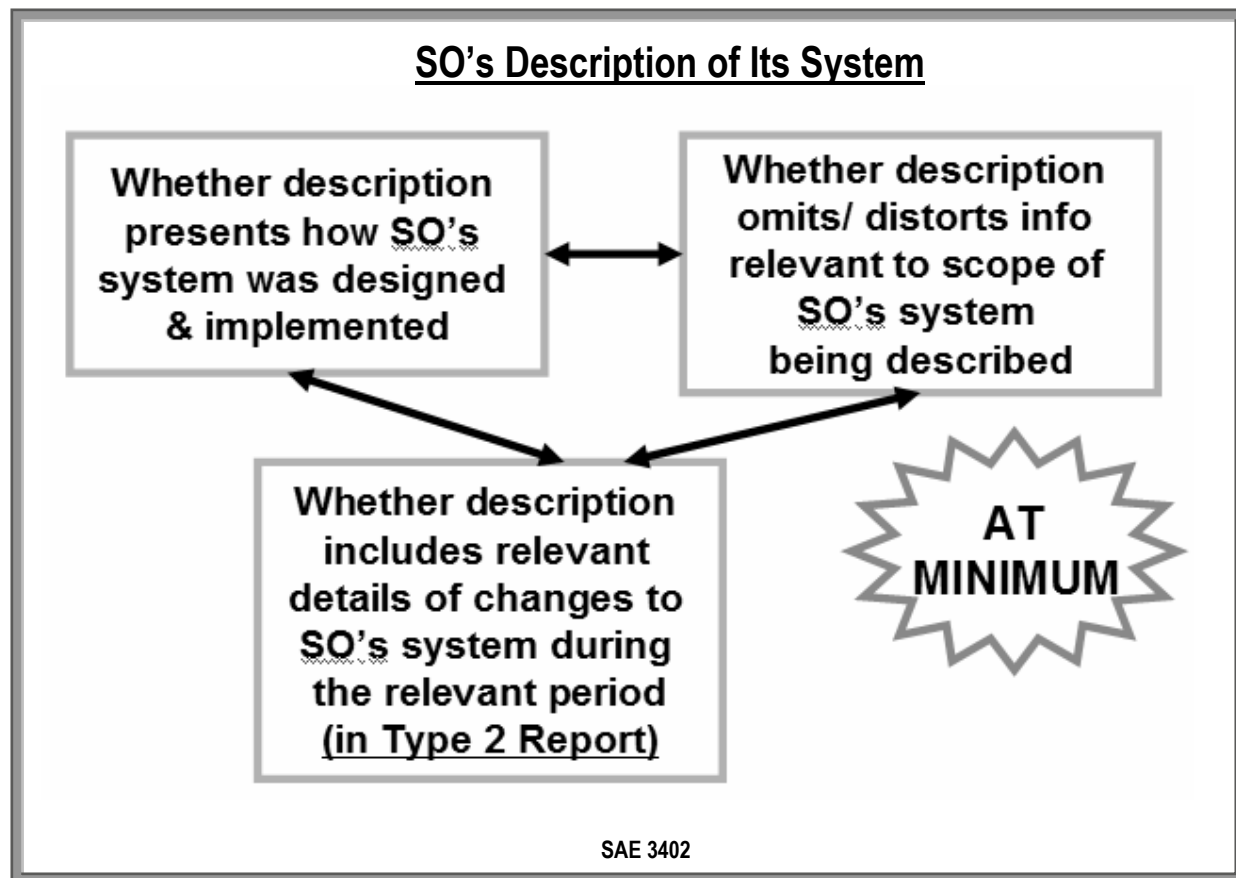 SO’s Description of Its System
Whether description
presents how SO’s
system was designed
& implemented
Whether description
omits/ distorts info
relevant to scope of
SO’s system
being described
Whether description
includes relevant
details of changes to
SO’s system during
the relevant period
(in Type 2 Report)
AT
MINIMUM
SAE 3402